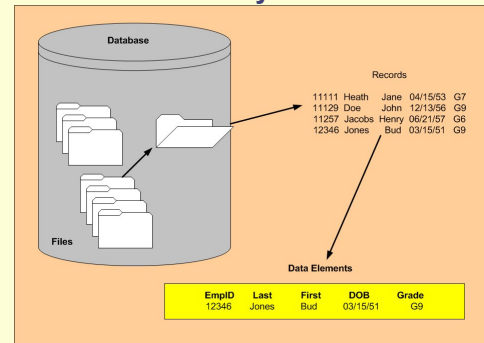 Database
Records
11111 Heath Jane 04/15/53 G7
11129 Doe John 12/13/56 G9
11257 Jacobs Henry 06/21/57 G6
12346 Jones Bud 03/15/51 G9
Files
Data Elements
EmpID Last First DOB Grade
12346 Jones Bud 03/15/51 G9